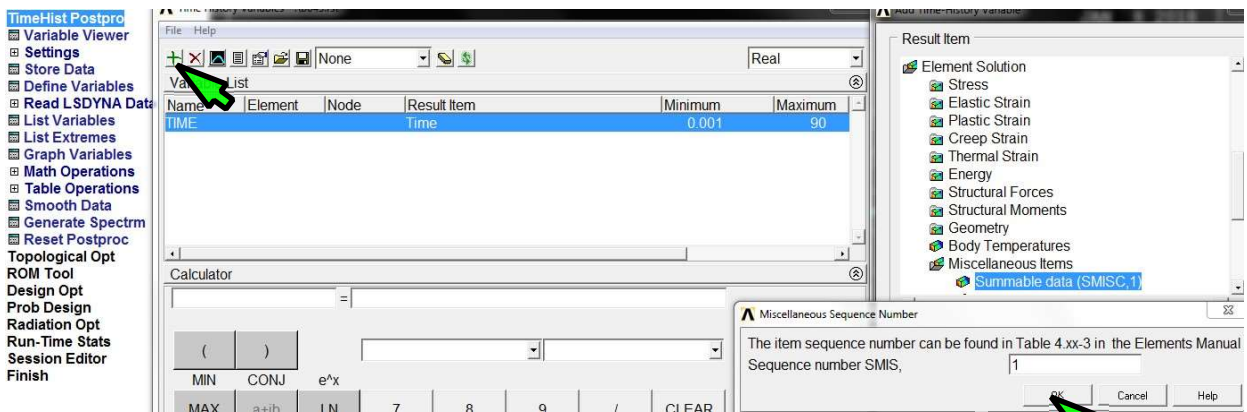 TimeHist Postpro
Variable Viewer
Settings
Store Data
Define Variables
Read LSDYNA Data
List Variables
List Extremes
Graph Variables
Math Operations
Table Operations
Smooth Data
Generate Spectrm
Reset Postproc
Topological Opt
ROM Tool
Design Opt
Prob Design
Radiation Opt
Run-Time Stats
Session Editor
Finish
Time History Variables
File Help
None Real
List
Name Element Node Result Item Minimum Maximum
TIME Time 0.001 90
Calculator
=
( )
MIN CONJ e^x
MAX a+ib LN 7 8 9 / CLEAR
Add Time-History Variable
Result Item
Element Solution
Stress
Elastic Strain
Plastic Strain
Creep Strain
Thermal Strain
Energy
Structural Forces
Structural Moments
Geometry
Body Temperatures
Miscellaneous Items
Summable data (SMISC,1)
Miscellaneous Sequence Number
The item sequence number can be found in Table 4.xx-3 in the Elements Manual
Sequence number SMIS, 1
OK Cancel Help